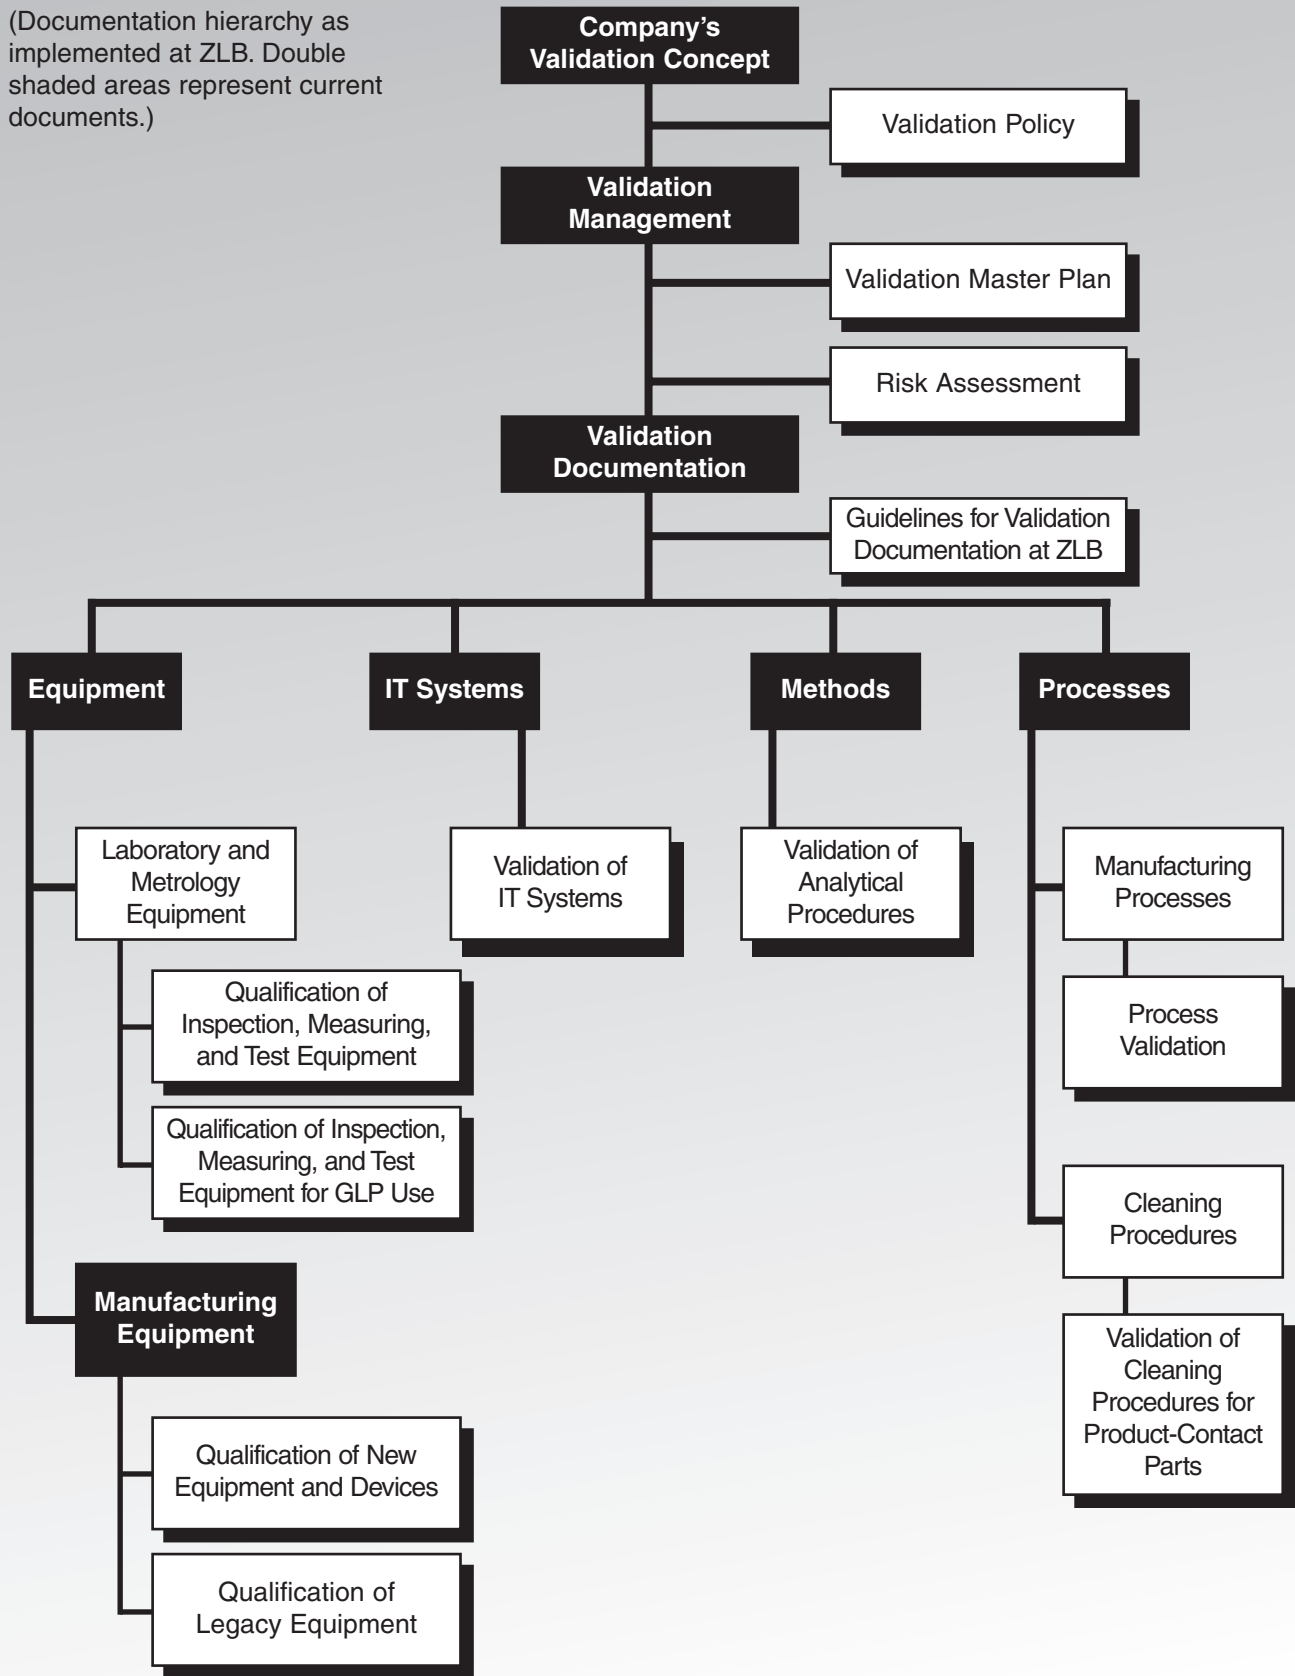 (Documentation hierarchy as
implemented at ZLB. Double
shaded areas represent current
documents.)
Company’s
Validation Concept
Validation Policy
Validation
Management
Validation Master Plan
Risk Assessment
Validation
Documentation
Guidelines for Validation
Documentation at ZLB
Equipment
IT Systems
Methods
Processes
Laboratory and
Metrology
Equipment
Validation of
IT Systems
Validation of
Analytical
Procedures
Manufacturing
Processes
Qualification of
Inspection, Measuring,
and Test Equipment
Process
Validation
Qualification of Inspection,
Measuring, and Test
Equipment for GLP Use
Cleaning
Procedures
Manufacturing
Equipment
Validation of
Cleaning
Procedures for
Product-Contact
Parts
Qualification of New
Equipment and Devices
Qualification of
Legacy Equipment